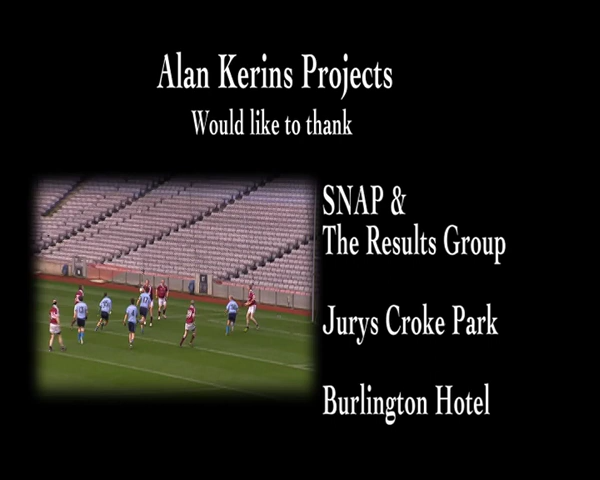 Alan Kerins Projects
Would like to thank
SNAP &
The Results Group
Jurys Croke Park
Burlington Hotel